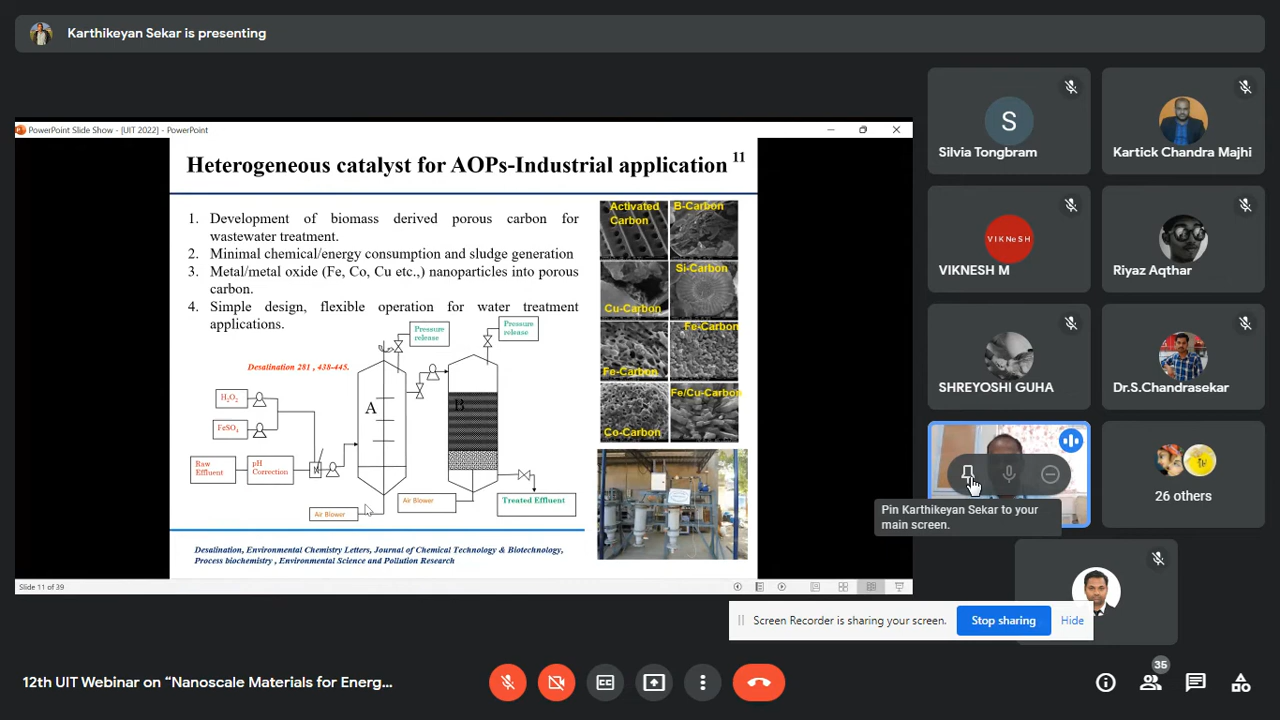 Karthikeyan Sekar is presenting
PowerPoint Slide Show - [UIT 2022] - PowerPoint
Heterogeneous catalyst for AOPs-Industrial application 11
1. Development of biomass derived porous carbon for
wastewater treatment.
2. Minimal chemical/energy consumption and sludge generation
3. Metal/metal oxide (Fe, Co, Cu etc.,) nanoparticles into porous
carbon.
4. Simple design, flexible operation for water treatment
applications.
Desalination 281 , 438-445.
Pressure
release
Pressure
release
H2O2
FeSO4
Raw
Effluent
pH
Correction
M
A
B
Air Blower
Air Blower
Treated Effluent
Activated
Carbon
B-Carbon
Cu-Carbon
Si-Carbon
Fe-Carbon
Fe-Carbon
Co-Carbon
Fe/Cu-Carbon
Desalination, Environmental Chemistry Letters, Journal of Chemical Technology & Biotechnology,
Process biochemistry , Environmental Science and Pollution Research
Slide 11 of 39
S
Silvia Tongbram
Kartick Chandra Majhi
VIKNeSH
VIKNESH M
Riyaz Aqthar
SHREYOSHI GUHA
Dr.S.Chandrasekar
Pin Karthikeyan Sekar to your
main screen.
26 others
Screen Recorder is sharing your screen.
Stop sharing
Hide
12th UIT Webinar on “Nanoscale Materials for Energ...
CC
35